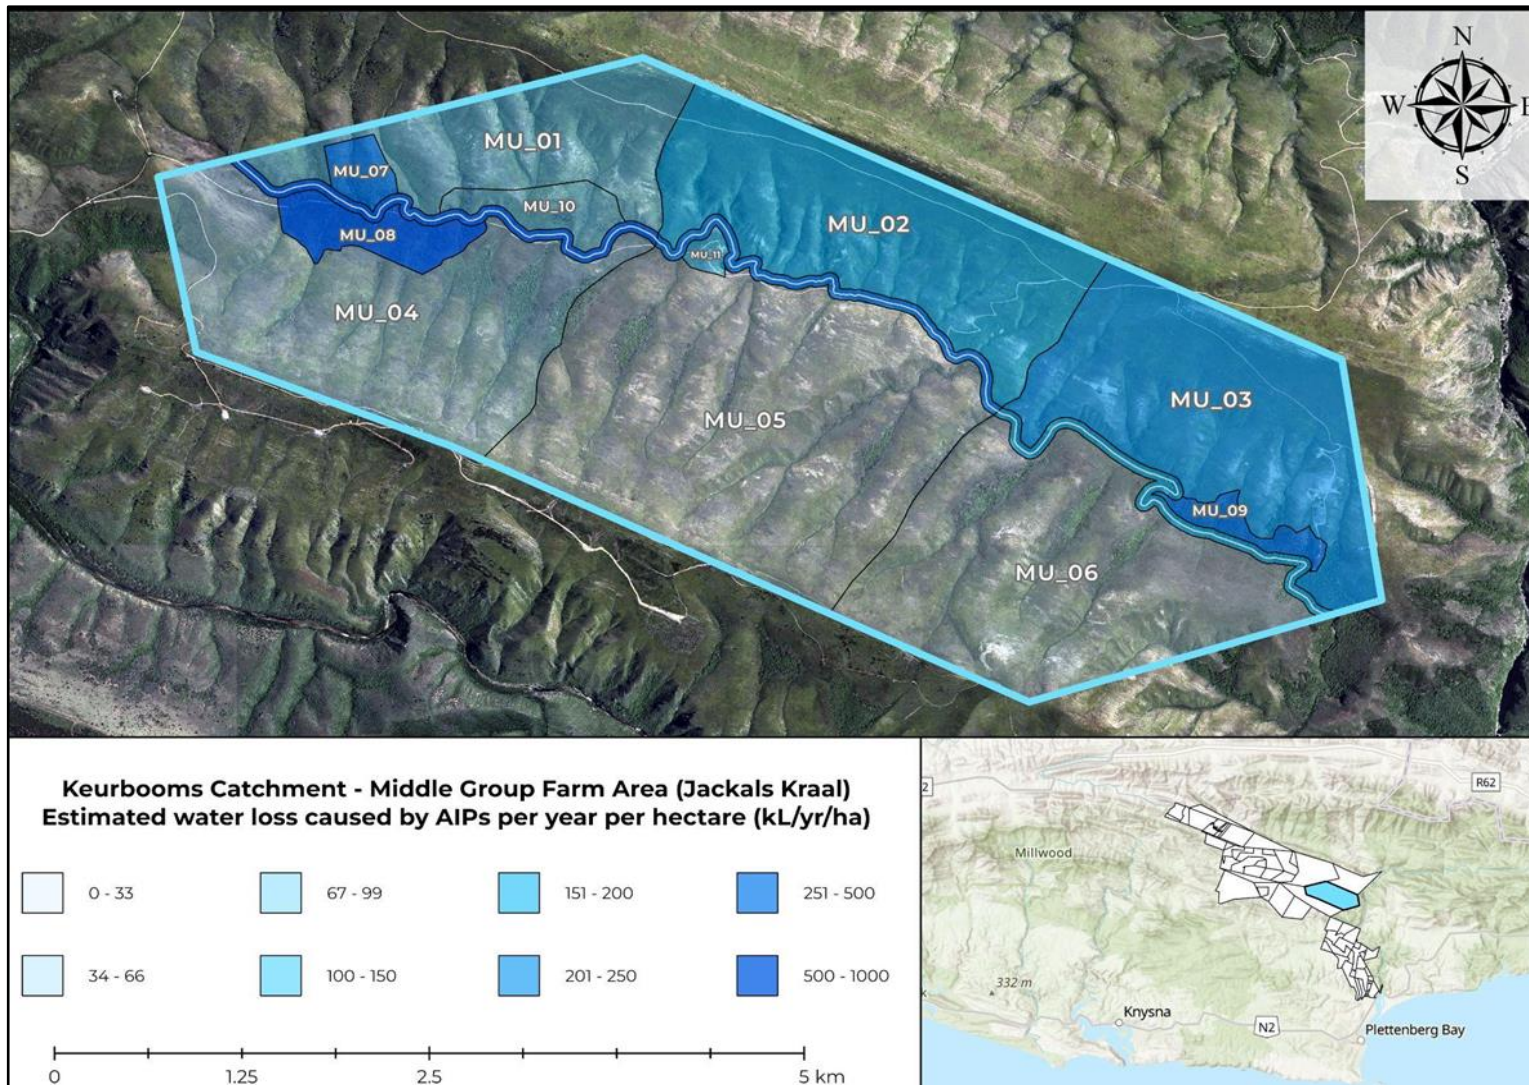 N
W
E
S
MU_01
MU_07
MU_10
MU_08
MU_02
MU_11
MU_04
MU_03
MU_05
MU_09
MU_06
Keurbooms Catchment - Middle Group Farm Area (Jackals Kraal)
Estimated water loss caused by AIPs per year per hectare (kL/yr/ha)
0 - 33
67 - 99
151 - 200
251 - 500
34 - 66
100 - 150
201 - 250
500 - 1000
0
1.25
2.5
5 km
2
R62
Millwood
332 m
Knysna
N2
Plettenberg Bay